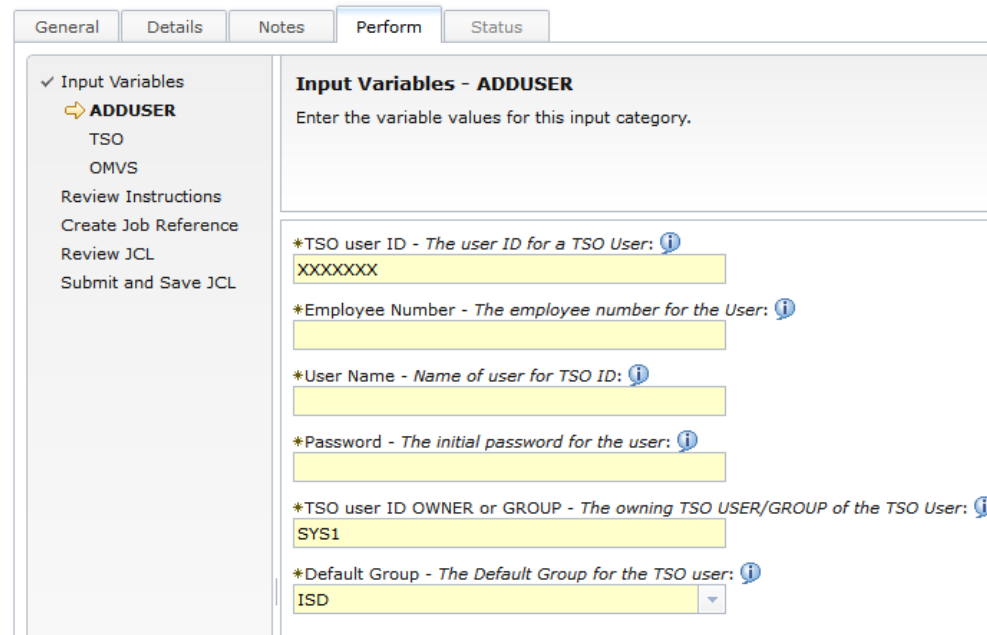 General Details Notes Perform Status
Input Variables
ADDUSER
TSO
OMVS
Review Instructions
Create Job Reference
Review JCL
Submit and Save JCL
Input Variables - ADDUSER
Enter the variable values for this input category.
*TSO user ID - The user ID for a TSO User:
XXXXXXX
*Employee Number - The employee number for the User:
*User Name - Name of user for TSO ID:
*Password - The initial password for the user:
*TSO user ID OWNER or GROUP - The owning TSO USER/GROUP of the TSO User:
SYS1
*Default Group - The Default Group for the TSO user:
ISD